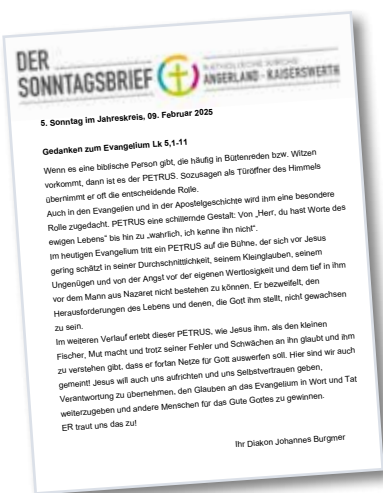 DER
SONNTAGSBRIEF
KATHOLISCHE KIRCHE
ANGERLAND · KAISERSWERTH
5. Sonntag im Jahreskreis, 09. Februar 2025
Gedanken zum Evangelium Lk 5,1-11
Wenn es eine biblische Person gibt, die häufig in Büttenreden bzw. Witzen
vorkommt, dann ist es der PETRUS. Sozusagen als Türöffner des Himmels
übernimmt er oft die entscheidende Rolle.
Auch in den Evangelien und in der Apostelgeschichte wird ihm eine besondere
Rolle zugedacht. PETRUS eine schillernde Gestalt: Von „Herr, du hast Worte des
ewigen Lebens" bis hin zu „wahrlich, ich kenne ihn nicht".
Im heutigen Evangelium tritt ein PETRUS auf die Bühne, der sich vor Jesus
gering schätzt in seiner Durchschnittlichkeit, seinem Kleinglauben, seinem
Ungenügen und von der Angst vor der eigenen Wertlosigkeit und dem tief in ihm
vor dem Mann aus Nazaret nicht bestehen zu können. Er bezweifelt, den
Herausforderungen des Lebens und denen, die Gott ihm stellt, nicht gewachsen
zu sein.
Im weiteren Verlauf erlebt dieser PETRUS, wie Jesus ihm, als den kleinen
Fischer, Mut macht und trotz seiner Fehler und Schwächen an ihn glaubt und ihm
zu verstehen gibt, dass er fortan Netze für Gott auswerfen soll. Hier sind wir auch
gemeint! Jesus will auch uns aufrichten und uns Selbstvertrauen geben,
Verantwortung zu übernehmen, den Glauben an das Evangelium in Wort und Tat
weiterzugeben und andere Menschen für das Gute Gottes zu gewinnen.
ER traut uns das zu!
Ihr Diakon Johannes Burgmer